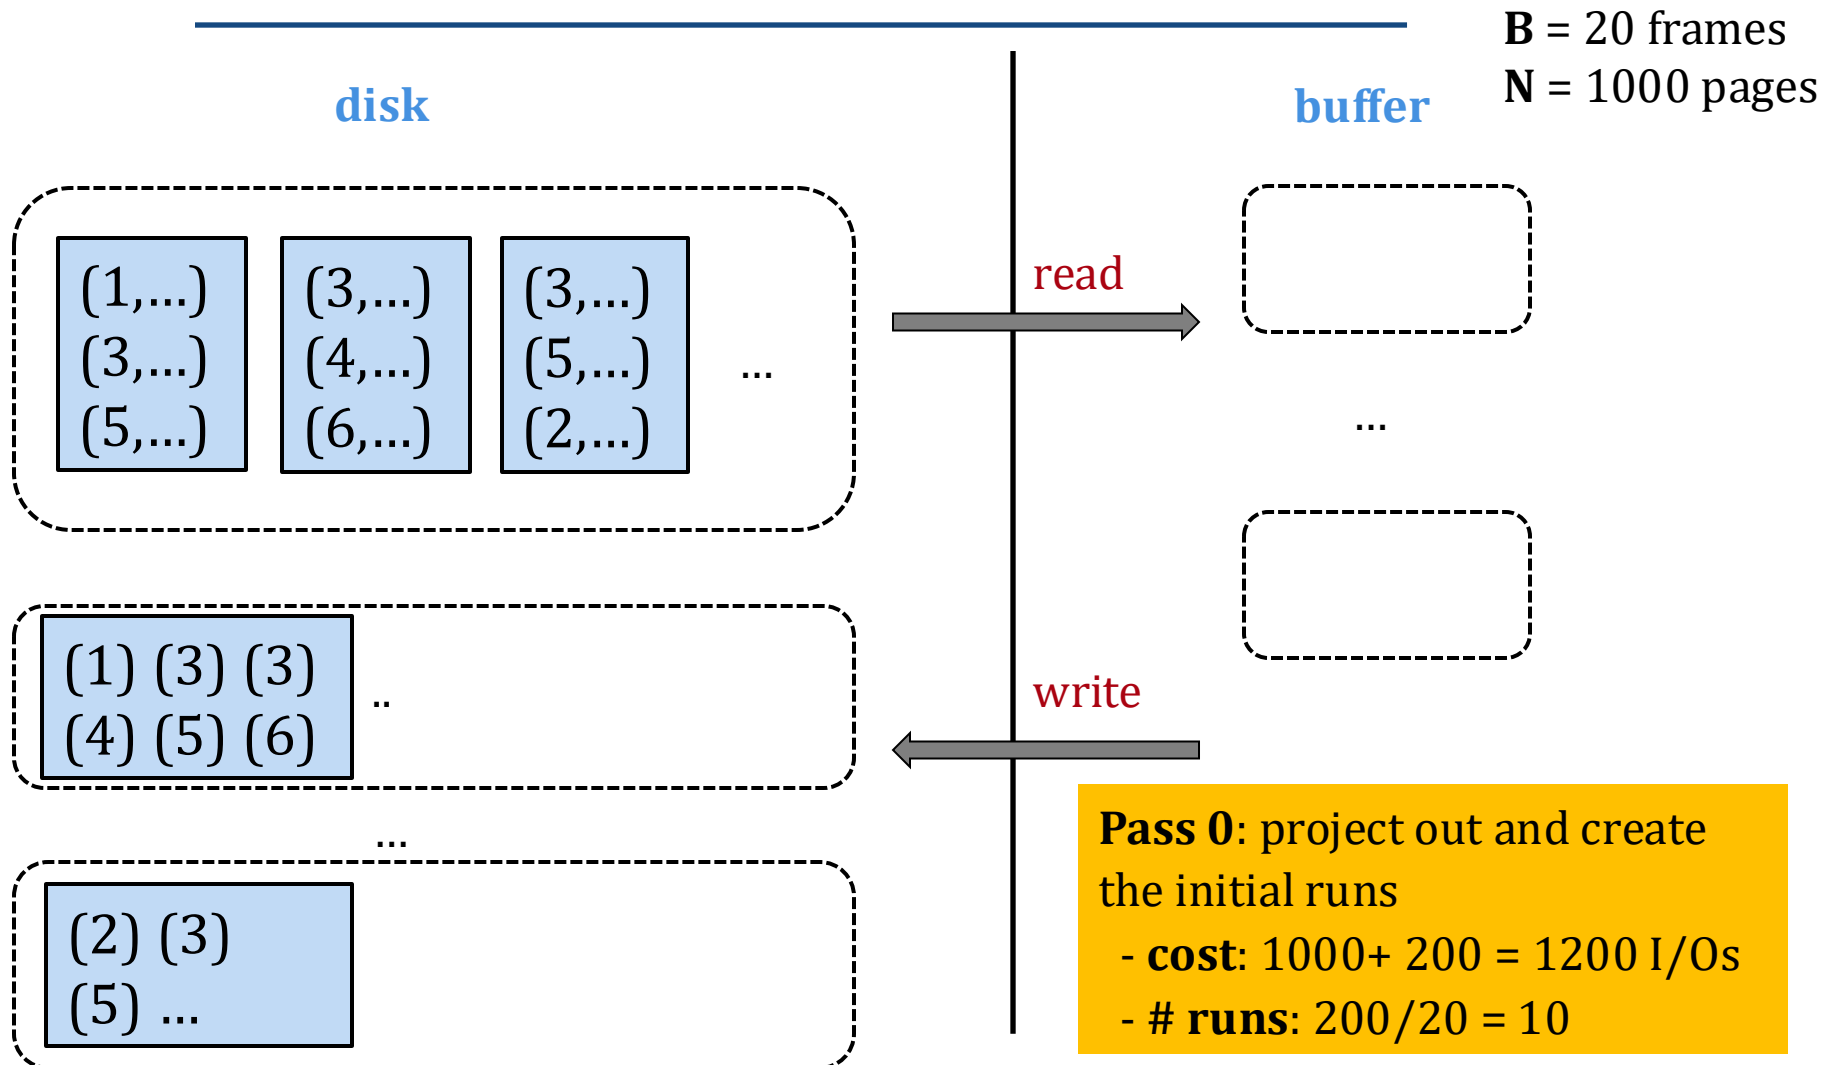 B = 20 frames
N = 1000 pages
disk
buffer
(1,...)
(3,...)
(5,...)
(3,...)
(4,...)
(6,...)
(3,...)
(5,...)
(2,...)
...
read
...
(1) (3) (3)
(4) (5) (6)
..
write
...
(2) (3)
(5) ...
Pass 0: project out and create
the initial runs
- cost: 1000+ 200 = 1200 I/Os
- # runs: 200/20 = 10